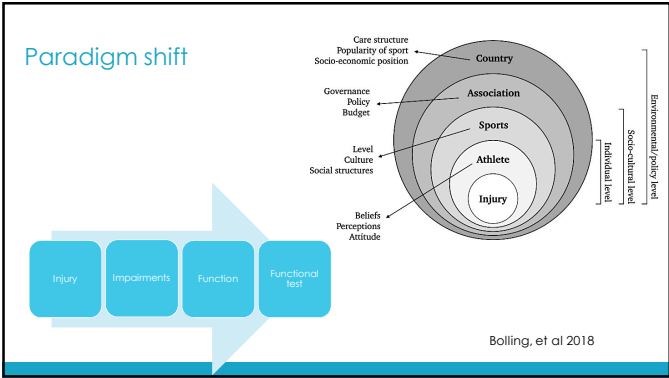 Paradigm shift
Care structure
Popularity of sport
Socio-economic position
Governance
Policy
Budget
Level
Culture
Social structures
Beliefs
Perceptions
Attitude
Country
Association
Sports
Athlete
Injury
Individual level
Socio-cultural level
Environmental/policy level
Injury
Impairments
Function
Functional
test
Bolling, et al 2018